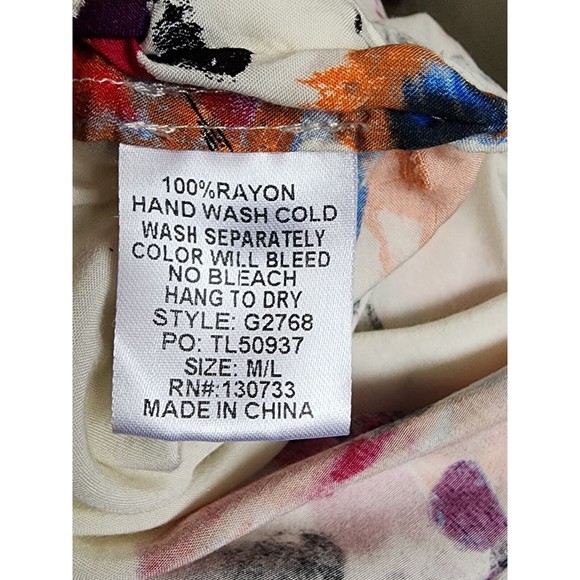 100%RAYON
HAND WASH COLD
WASH SEPARATELY
COLOR WILL BLEED
NO BLEACH
HANG TO DRY
STYLE: G2768
PO: TL50937
SIZE: M/L
RN#:130733
MADE IN CHINA